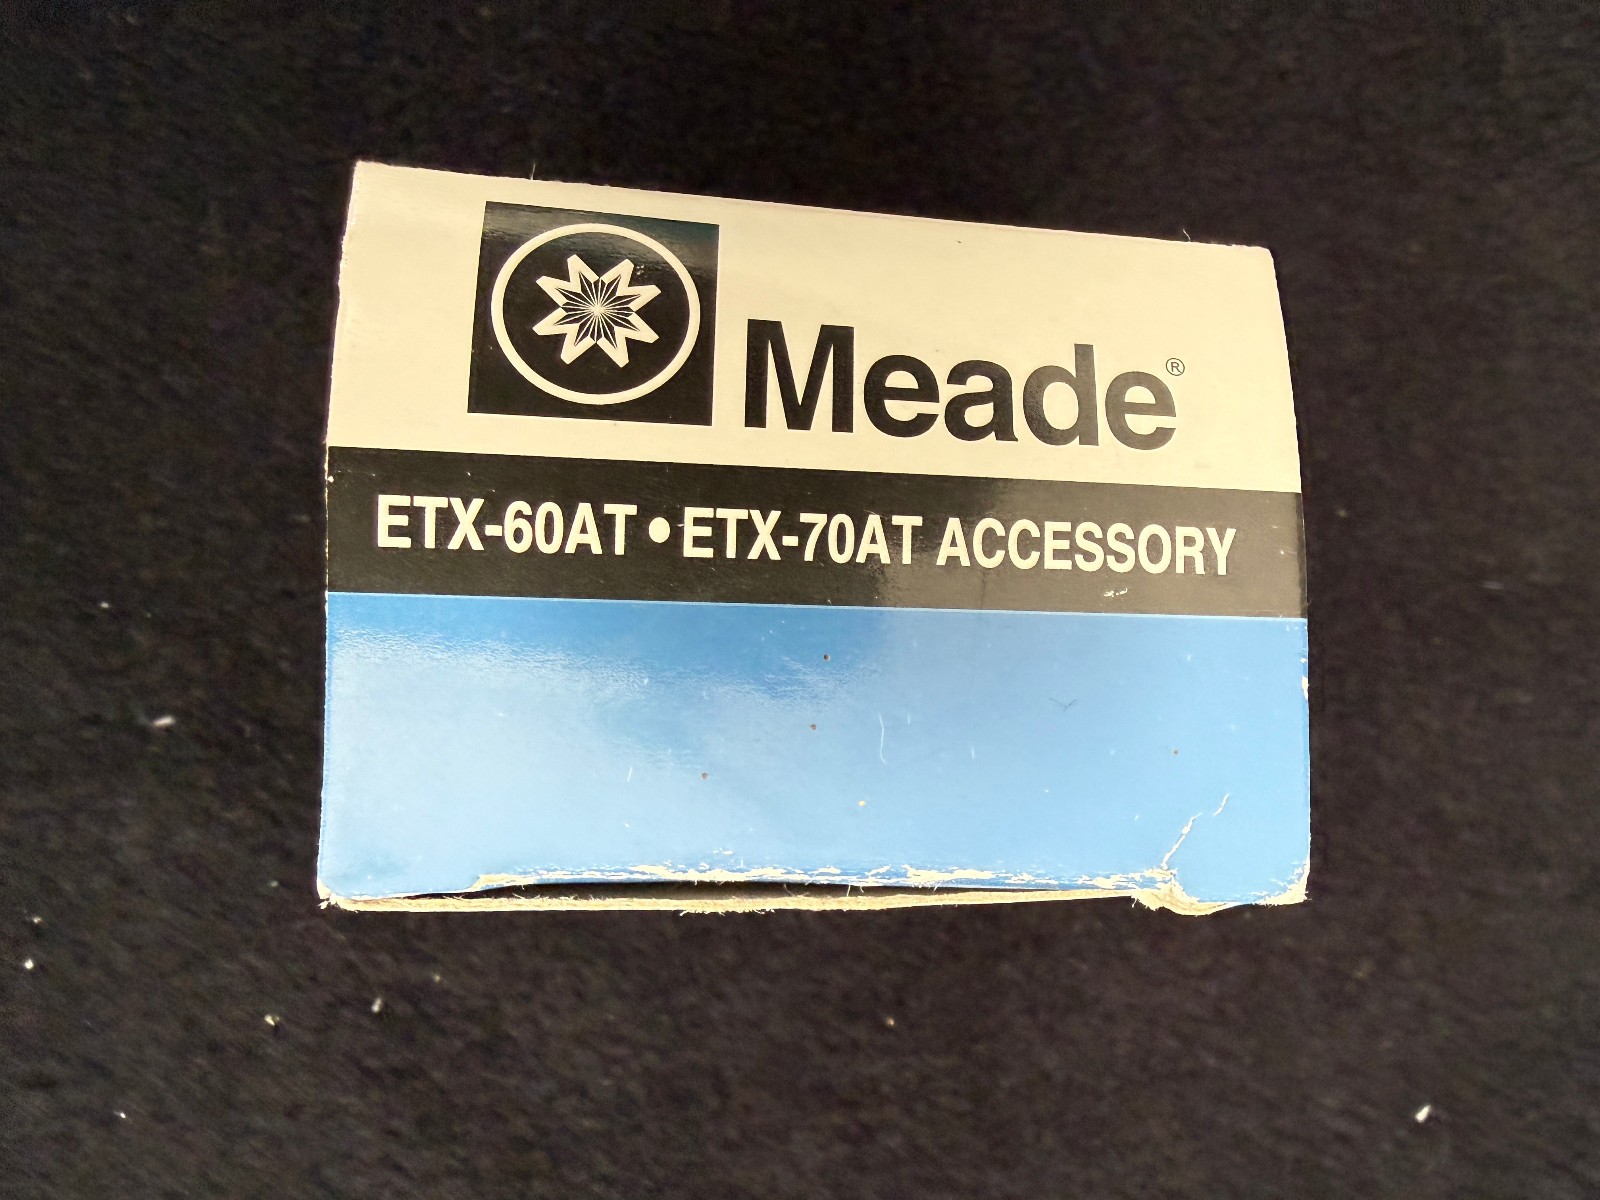 Meade®
ETX-60AT • ETX-70AT ACCESSORY